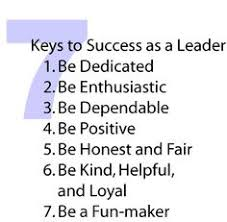 7
Keys to Success as a Leader
1. Be Dedicated
2. Be Enthusiastic
3. Be Dependable
4. Be Positive
5. Be Honest and Fair
6. Be Kind, Helpful,
and Loyal
7. Be a Fun-maker